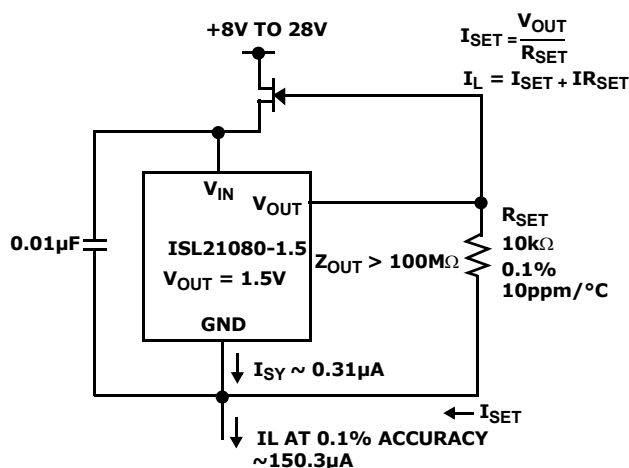 +8V TO 28V
I_SET = V_OUT / R_SET
I_L = I_SET + IR_SET
V_IN
V_OUT
R_SET
10kΩ
0.1%
10ppm/°C
0.01µF
ISL21080-1.5
V_OUT = 1.5V
Z_OUT > 100MΩ
GND
I_SY ~ 0.31µA
I_SET
IL AT 0.1% ACCURACY
~150.3µA